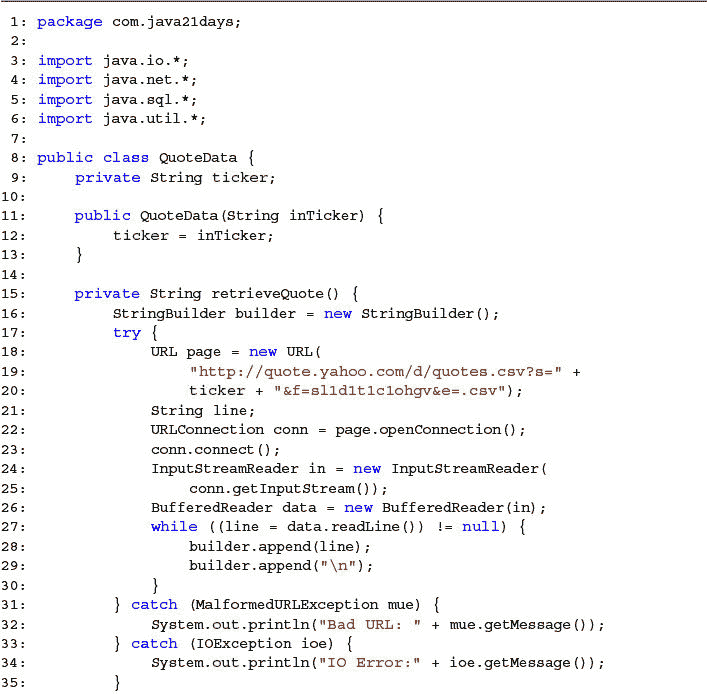 1: package com.java21days;
2:
3: import java.io.*;
4: import java.net.*;
5: import java.sql.*;
6: import java.util.*;
7:
8: public class QuoteData {
9:     private String ticker;
10:
11:     public QuoteData(String inTicker) {
12:         ticker = inTicker;
13:     }
14:
15:     private String retrieveQuote() {
16:         StringBuilder builder = new StringBuilder();
17:         try {
18:             URL page = new URL(
19:                 "http://quote.yahoo.com/d/quotes.csv?s=" +
20:                 ticker + "&f=sl1d1t1c1ohgv&e=.csv");
21:             String line;
22:             URLConnection conn = page.openConnection();
23:             conn.connect();
24:             InputStreamReader in = new InputStreamReader(
25:                 conn.getInputStream());
26:             BufferedReader data = new BufferedReader(in);
27:             while ((line = data.readLine()) != null) {
28:                 builder.append(line);
29:                 builder.append("\n");
30:             }
31:         } catch (MalformedURLException mue) {
32:             System.out.println("Bad URL: " + mue.getMessage());
33:         } catch (IOException ioe) {
34:             System.out.println("IO Error:" + ioe.getMessage());
35:         }